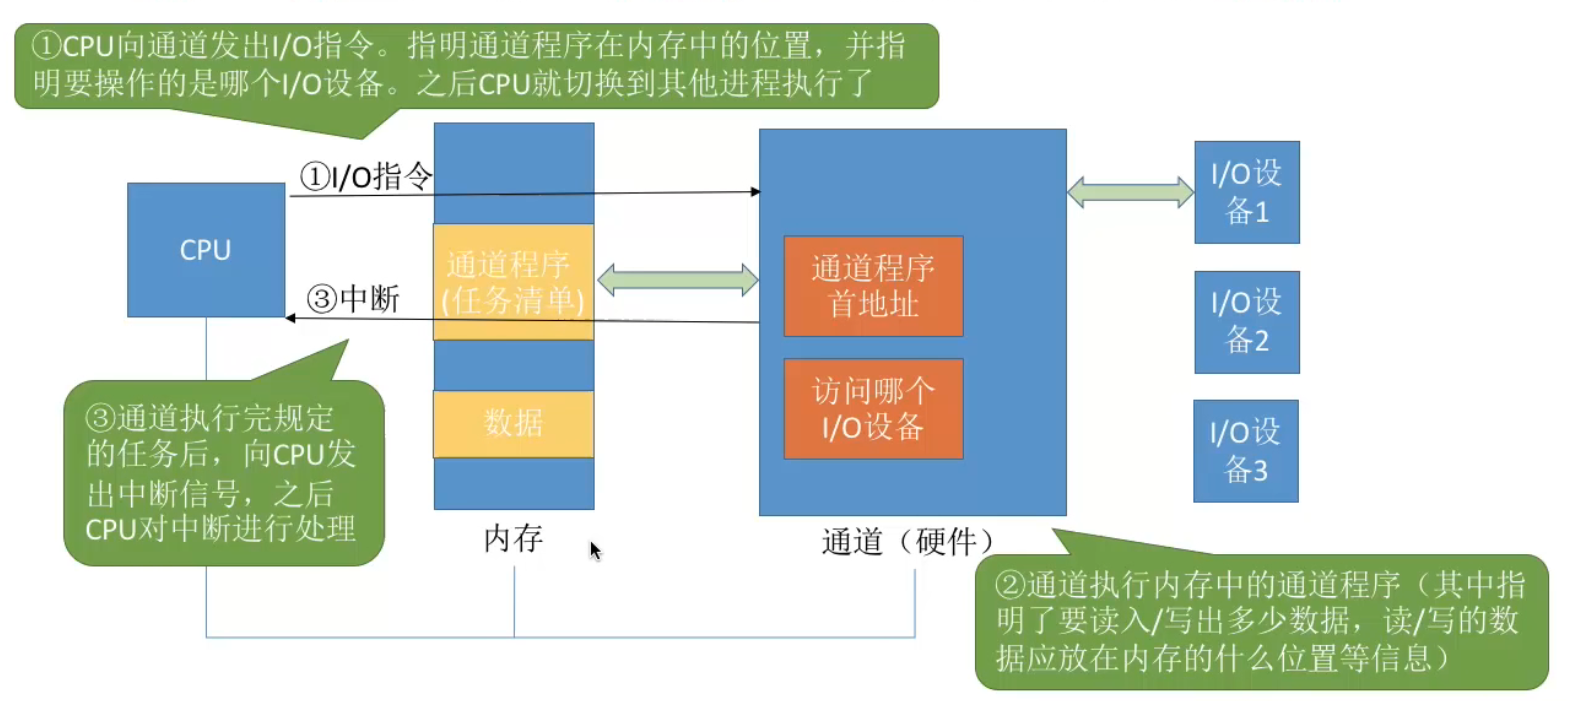 ①CPU向通道发出I/O指令。指明通道程序在内存中的位置，并指
明要操作的是哪个I/O设备。之后CPU就切换到其他进程执行了
①I/O指令
CPU
通道程序
(任务清单)
③中断
数据
内存
通道程序
首地址
访问哪个
I/O设备
通道（硬件）
I/O设
备1
I/O设
备2
I/O设
备3
③通道执行完规定
的任务后，向CPU发
出中断信号，之后
CPU对中断进行处理
②通道执行内存中的通道程序（其中指
明了要读入/写出多少数据，读/写的数
据应放在内存的什么位置等信息）